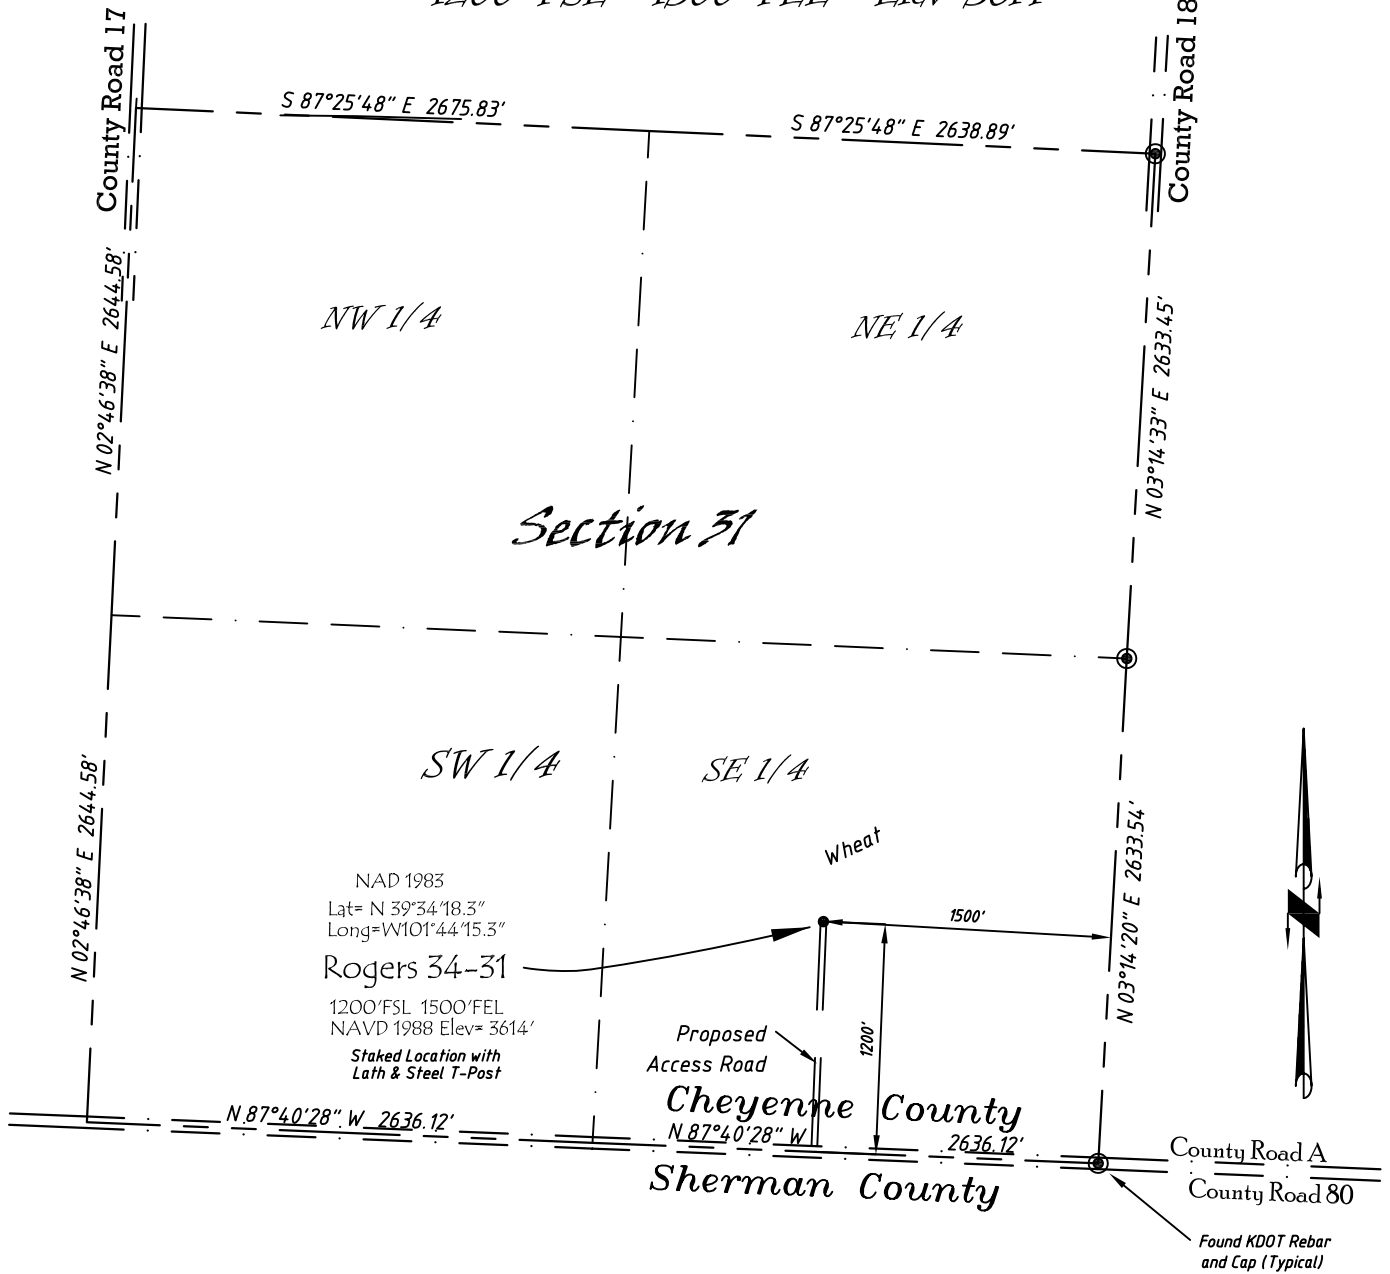 County Road 17
County Road 18
S 87°25'48" E 2675.83'
S 87°25'48" E 2638.89'
N 02°46'38" E 2644.58'
NW 1/4
NE 1/4
N 03°14'33" E 2633.45'
Section 31
SW 1/4
SE 1/4
N 02°46'38" E 2644.58'
Wheat
N 03°14'20" E 2633.54'
NAD 1983
Lat= N 39°34'18.3"
Long=W101°44'15.3"
Rogers 34-31
1200'FSL 1500'FEL
NAVD 1988 Elev= 3614'
Staked Location with
Lath & Steel T-Post
1500'
1200'
Proposed
Access Road
Cheyenne County
N 87°40'28" W 2636.12'
N 87°40'28" W 2636.12'
Sherman County
County Road A
County Road 80
Found KDOT Rebar
and Cap (Typical)